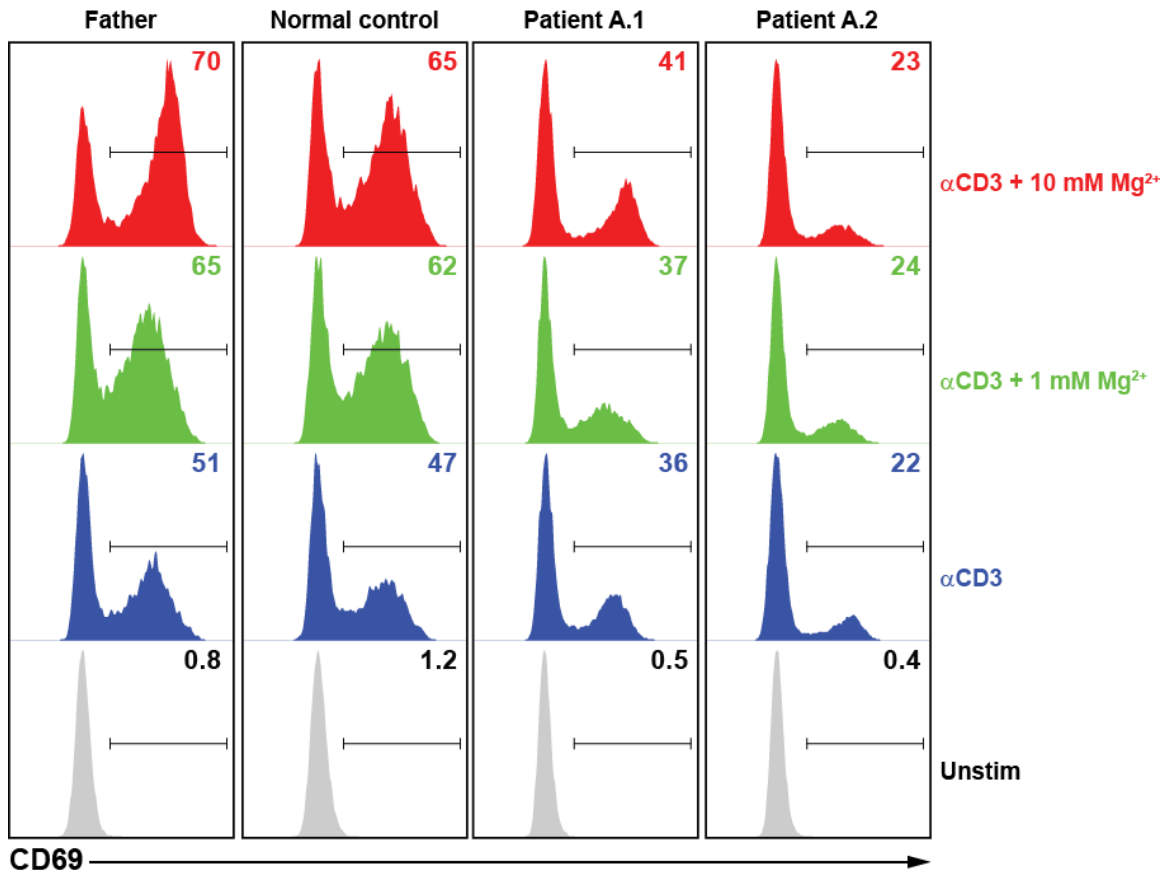 Father Normal control Patient A.1 Patient A.2
70 65 41 23
αCD3 + 10 mM Mg²⁺
65 62 37 24
αCD3 + 1 mM Mg²⁺
51 47 36 22
αCD3
0.8 1.2 0.5 0.4
Unstim
CD69